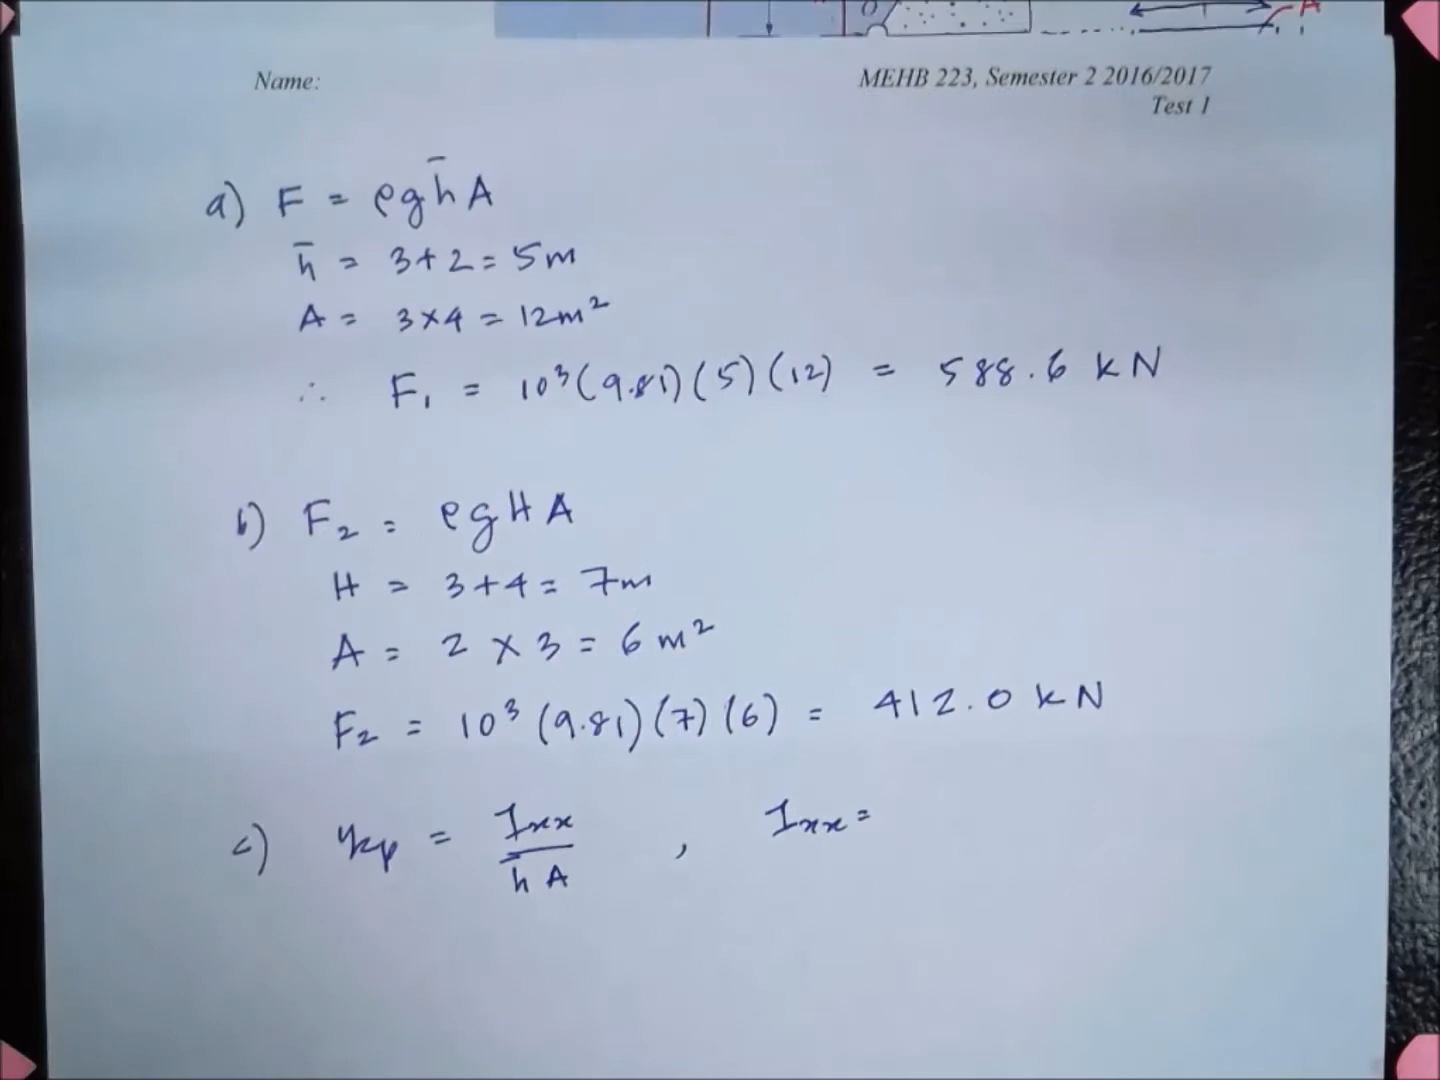 O A
Name: MEHB 223, Semester 2 2016/2017
Test 1
a) F = ρgh̄A
h̄ = 3+2 = 5m
A = 3×4 = 12m²
∴ F₁ = 10³(9.81)(5)(12) = 588.6 kN
b) F₂ = ρgHA
H = 3+4 = 7m
A = 2 × 3 = 6 m²
F₂ = 10³ (9.81)(7)(6) = 412.0 kN
c) ycp = Ixx / h̄ A , Ixx =